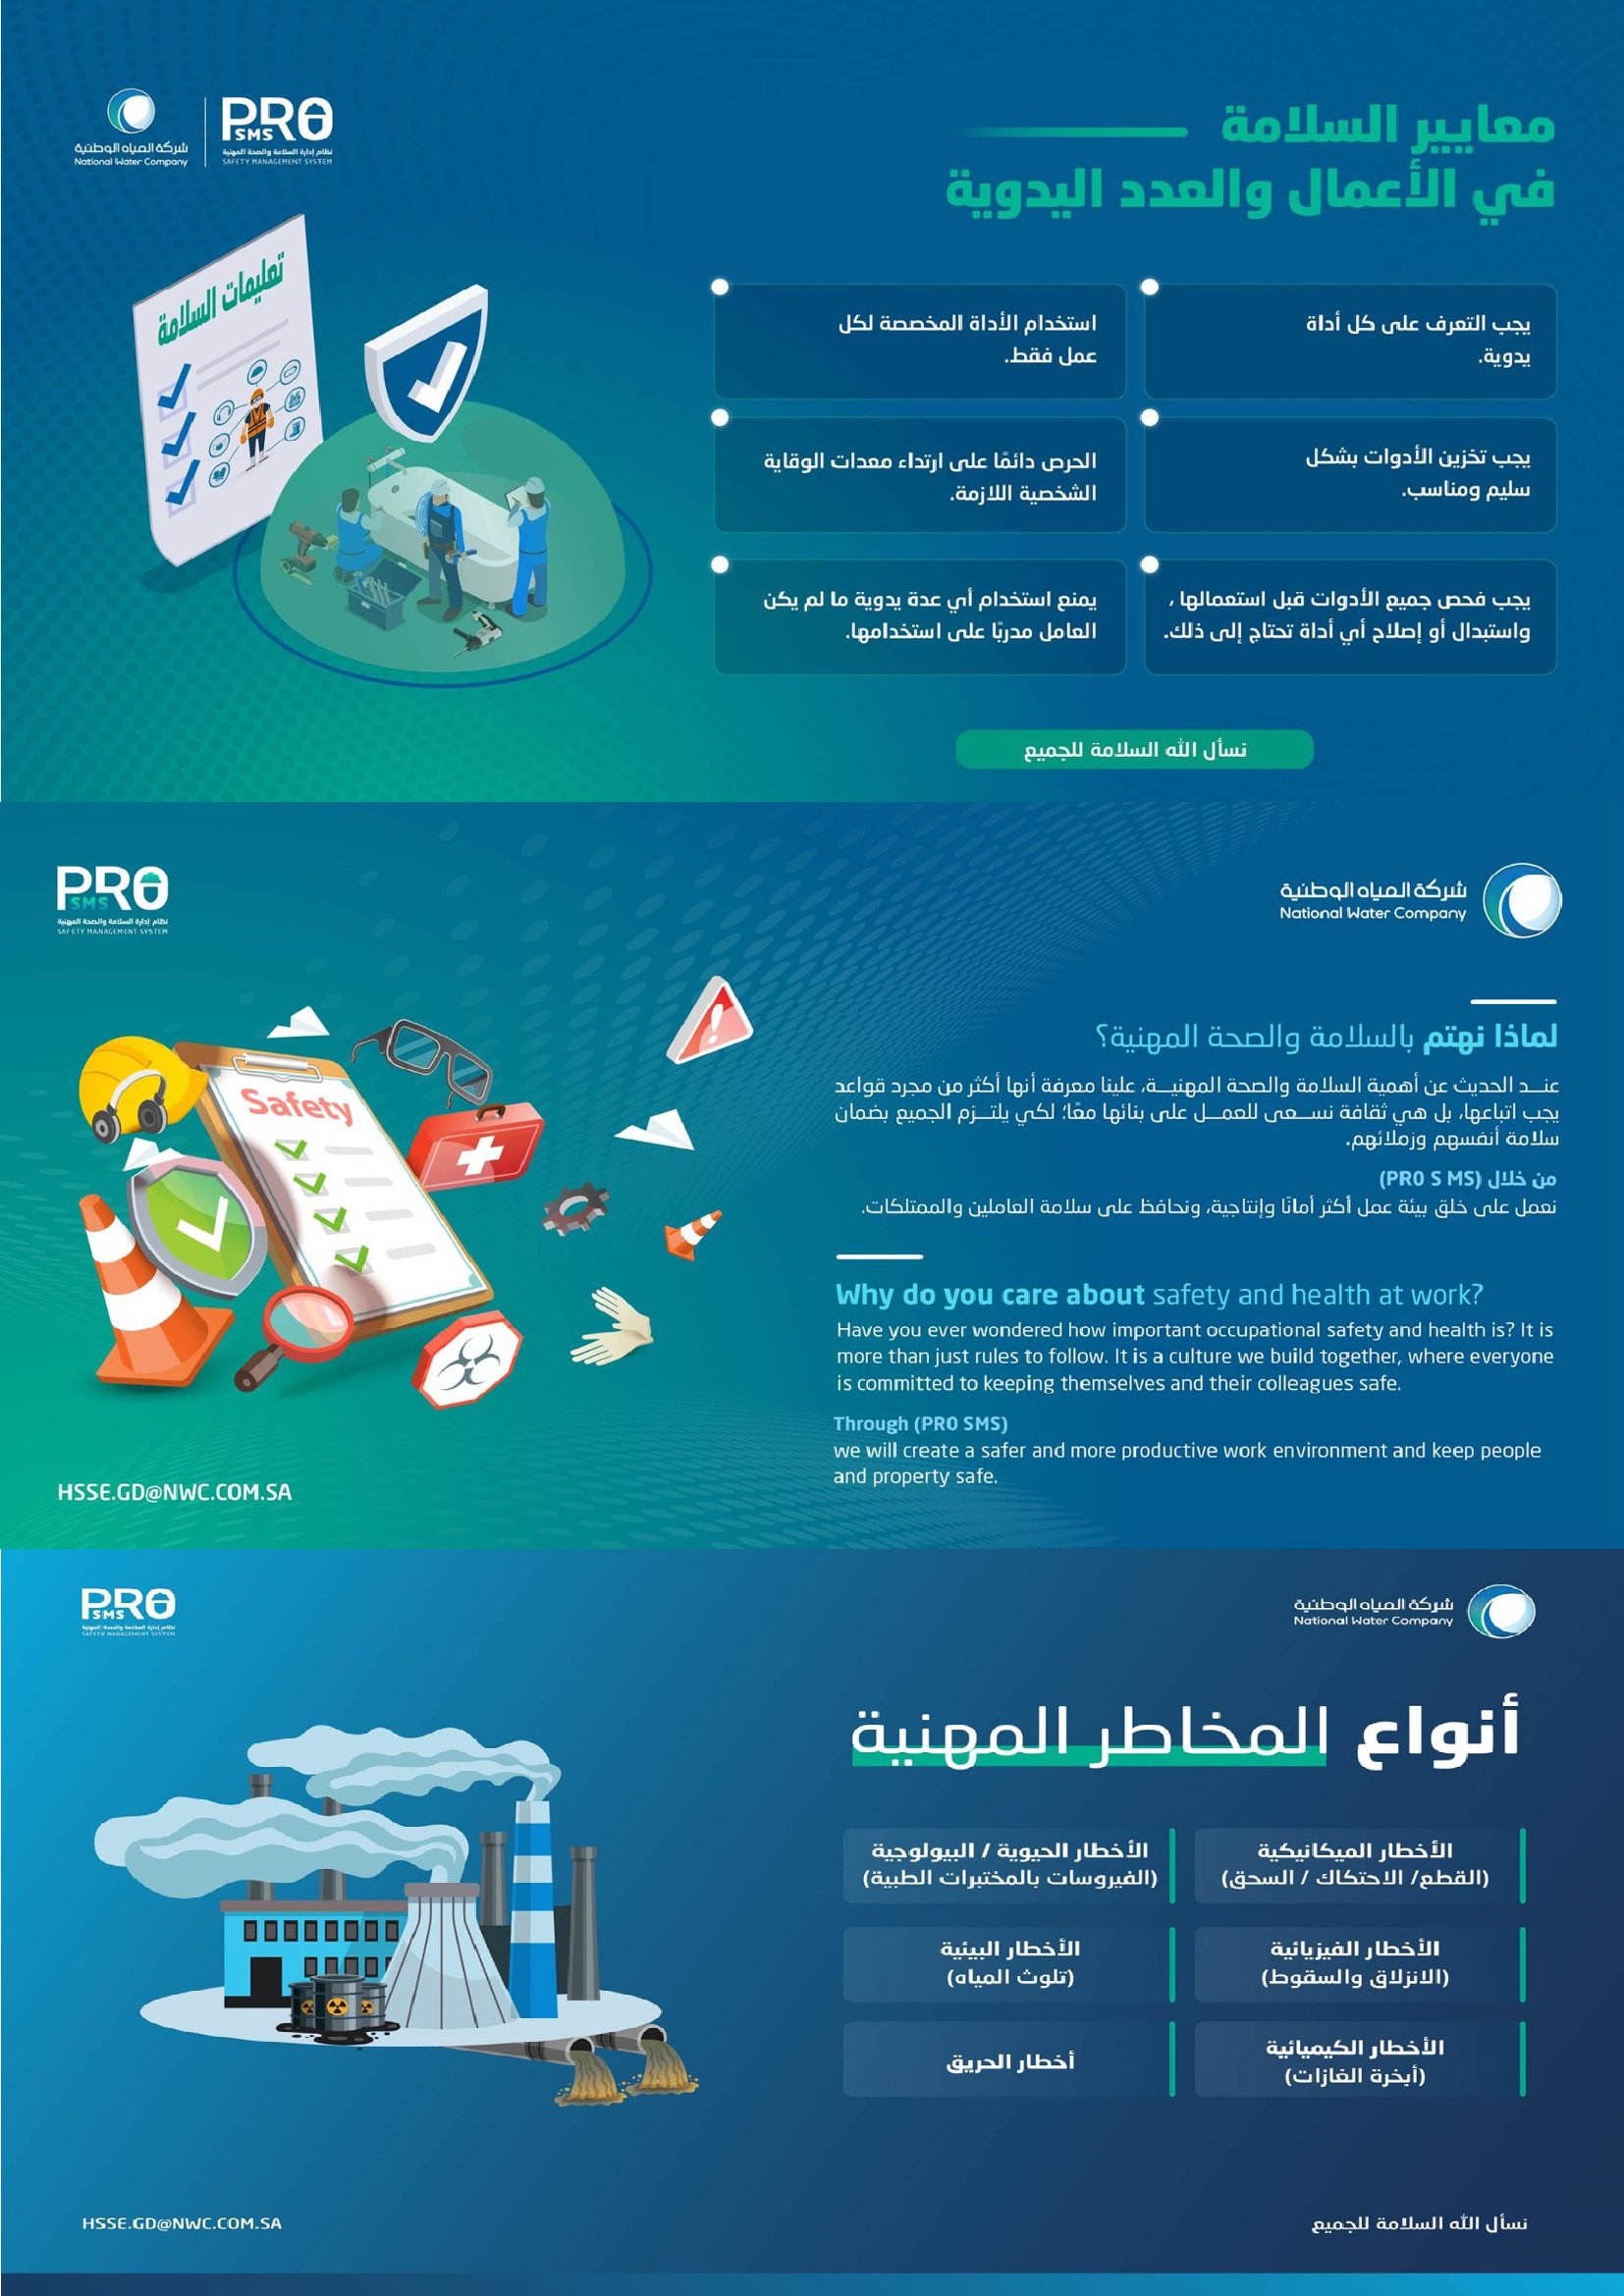 شركة المياه الوطنية
National Water Company
PRO
SMS
نظام إدارة السلامة والصحة المهنية
SAFETY MANAGEMENT SYSTEM
معايير السلامة
في الأعمال والعدد اليدوية
تعليمات السلامة
يجب التعرف على كل أداة
يدوية.
استخدام الأداة المخصصة لكل
عمل فقط.
يجب تخزين الأدوات بشكل
سليم ومناسب.
الحرص دائمًا على ارتداء معدات الوقاية
الشخصية اللازمة.
يجب فحص جميع الأدوات قبل استعمالها ،
واستبدال أو إصلاح أي أداة تحتاج إلى ذلك.
يمنع استخدام أي عدة يدوية ما لم يكن
العامل مدربًا على استخدامها.
نسأل الله السلامة للجميع
PRO
SMS
نظام إدارة السلامة والصحة المهنية
SAFETY MANAGEMENT SYSTEM
شركة المياه الوطنية
National Water Company
Safety
لماذا نهتم بالسلامة والصحة المهنية؟
عنــد الحديث عن أهمية السلامة والصحة المهنيــة، علينا معرفة أنها أكثر من مجرد قواعد
يجب اتباعها، بل هي ثقافة نســعى للعمــل على بنائها معًا؛ لكي يلتــزم الجميع بضمان
سلامة أنفسهم وزملائهم.
من خلال (PRO S MS)
نعمل على خلق بيئة عمل أكثر أمانًا وإنتاجية، ونحافظ على سلامة العاملين والممتلكات.
Why do you care about safety and health at work?
Have you ever wondered how important occupational safety and health is? It is
more than just rules to follow. It is a culture we build together, where everyone
is committed to keeping themselves and their colleagues safe.
Through (PRO SMS)
we will create a safer and more productive work environment and keep people
and property safe.
HSSE.GD@NWC.COM.SA
PRO
SMS
نظام إدارة السلامة والصحة المهنية
SAFETY MANAGEMENT SYSTEM
شركة المياه الوطنية
National Water Company
أنواع المخاطر المهنية
الأخطار الميكانيكية
(القطع/ الاحتكاك / السحق)
الأخطار الحيوية / البيولوجية
(الفيروسات بالمختبرات الطبية)
الأخطار الفيزيائية
(الانزلاق والسقوط)
الأخطار البيئية
(تلوث المياه)
الأخطار الكيميائية
(أبخرة الغازات)
أخطار الحريق
HSSE.GD@NWC.COM.SA
نسأل الله السلامة للجميع